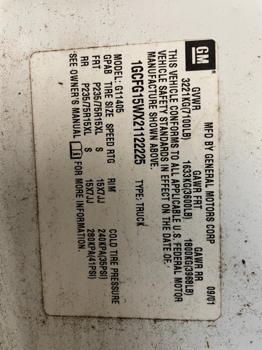 GM
MFD BY GENERAL MOTORS CORP
09/01
GVWR GAWR FRT GAWR RR
3221KG(7100LB) 1633KG(3600LB) 1800KG(3968LB)
THIS VEHICLE CONFORMS TO ALL APPLICABLE U.S. FEDERAL MOTOR
VEHICLE SAFETY STANDARDS IN EFFECT ON THE DATE OF
MANUFACTURE SHOWN ABOVE.
1GCFG15WX21122225 TYPE: TRUCK
MODEL: G11405
GPAB TIRE SIZE SPEED RTG RIM COLD TIRE PRESSURE
FRT P235/75R15XL S 15X7JJ 240KPA(35PSI)
RR P235/75R15XL S 15X7JJ 280KPA(41PSI)
SEE OWNER'S MANUAL FOR MORE INFORMATION.